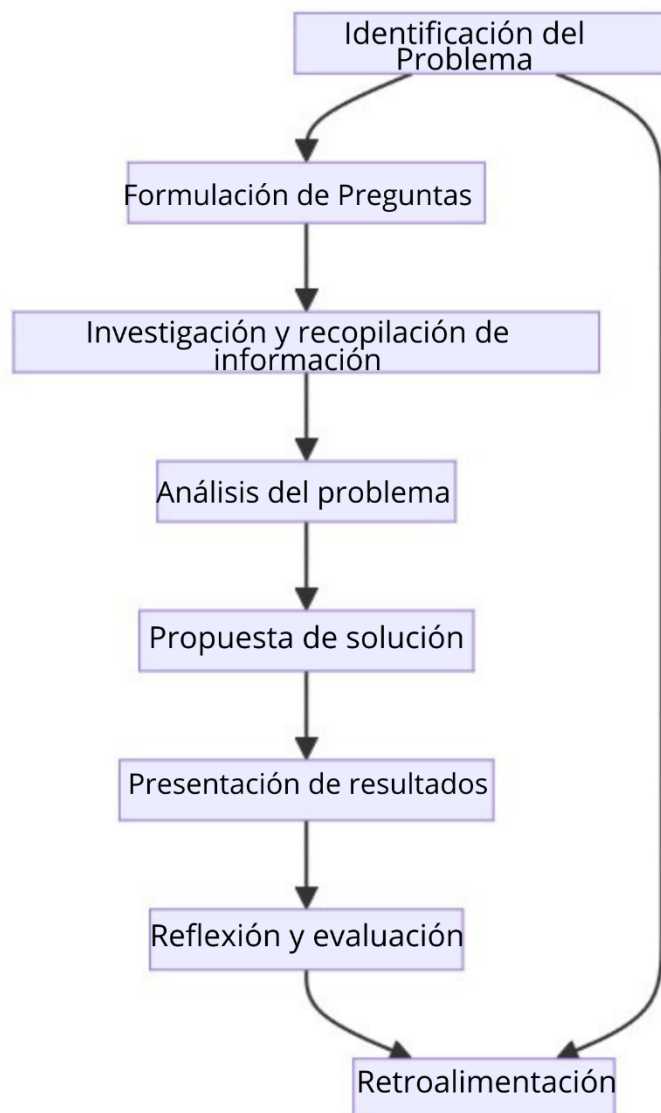 Identificación del
Problema
Formulación de Preguntas
Investigación y recopilación de
información
Análisis del problema
Propuesta de solución
Presentación de resultados
Reflexión y evaluación
Retroalimentación